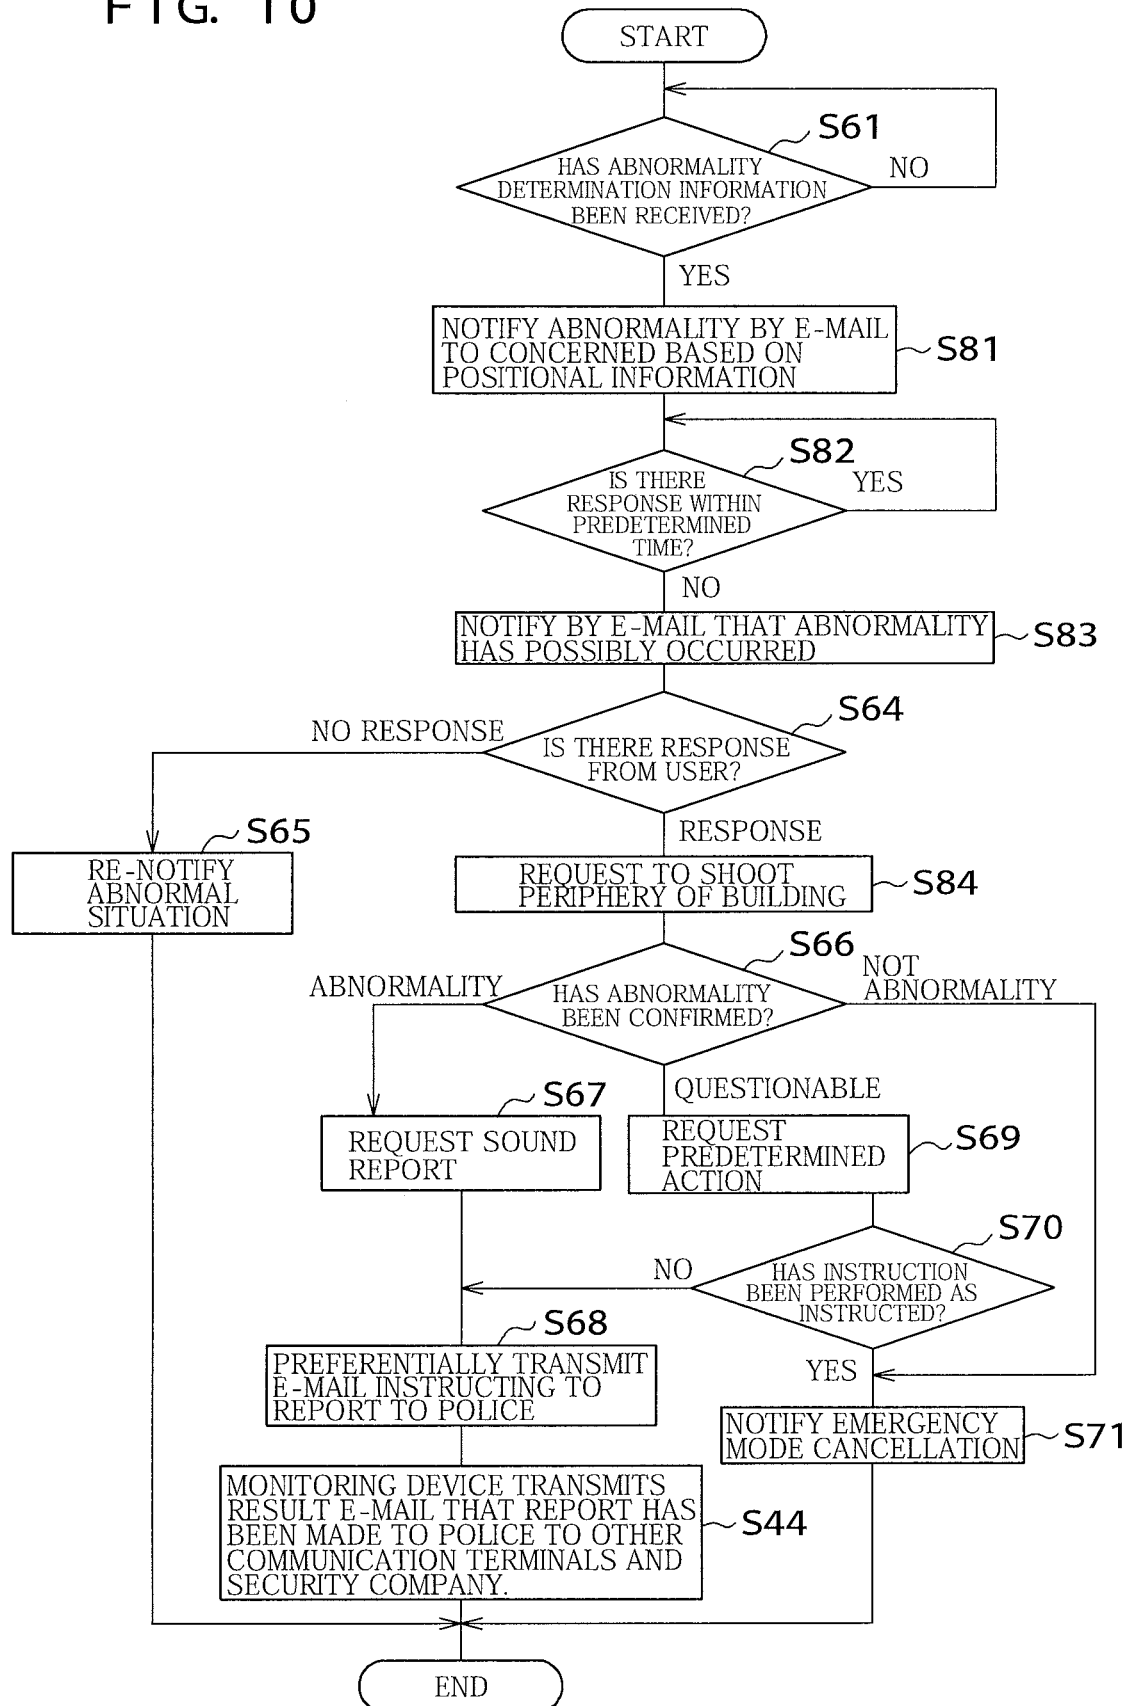 FIG. 10
START
S61
HAS ABNORMALITY
DETERMINATION INFORMATION
BEEN RECEIVED?
NO
YES
NOTIFY ABNORMALITY BY E-MAIL
TO CONCERNED BASED ON
POSITIONAL INFORMATION
S81
S82
IS THERE
RESPONSE WITHIN
PREDETERMINED
TIME?
YES
NO
NOTIFY BY E-MAIL THAT ABNORMALITY
HAS POSSIBLY OCCURRED
S83
S64
NO RESPONSE
IS THERE RESPONSE
FROM USER?
RESPONSE
S65
RE-NOTIFY
ABNORMAL
SITUATION
REQUEST TO SHOOT
PERIPHERY OF BUILDING
S84
S66
ABNORMALITY
HAS ABNORMALITY
BEEN CONFIRMED?
NOT
ABNORMALITY
QUESTIONABLE
S67
REQUEST SOUND
REPORT
REQUEST
PREDETERMINED
ACTION
S69
S70
NO
HAS INSTRUCTION
BEEN PERFORMED AS
INSTRUCTED?
YES
S68
PREFERENTIALLY TRANSMIT
E-MAIL INSTRUCTING TO
REPORT TO POLICE
NOTIFY EMERGENCY
MODE CANCELLATION
S71
MONITORING DEVICE TRANSMITS
RESULT E-MAIL THAT REPORT HAS
BEEN MADE TO POLICE TO OTHER
COMMUNICATION TERMINALS AND
SECURITY COMPANY.
S44
END